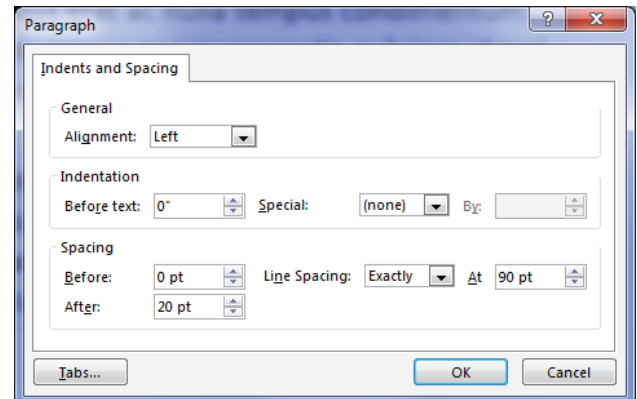 Paragraph
?
X
Indents and Spacing
General
Alignment: Left
Indentation
Before text: 0" Special: (none) By:
Spacing
Before: 0 pt Line Spacing: Exactly At 90 pt
After: 20 pt
Tabs... OK Cancel